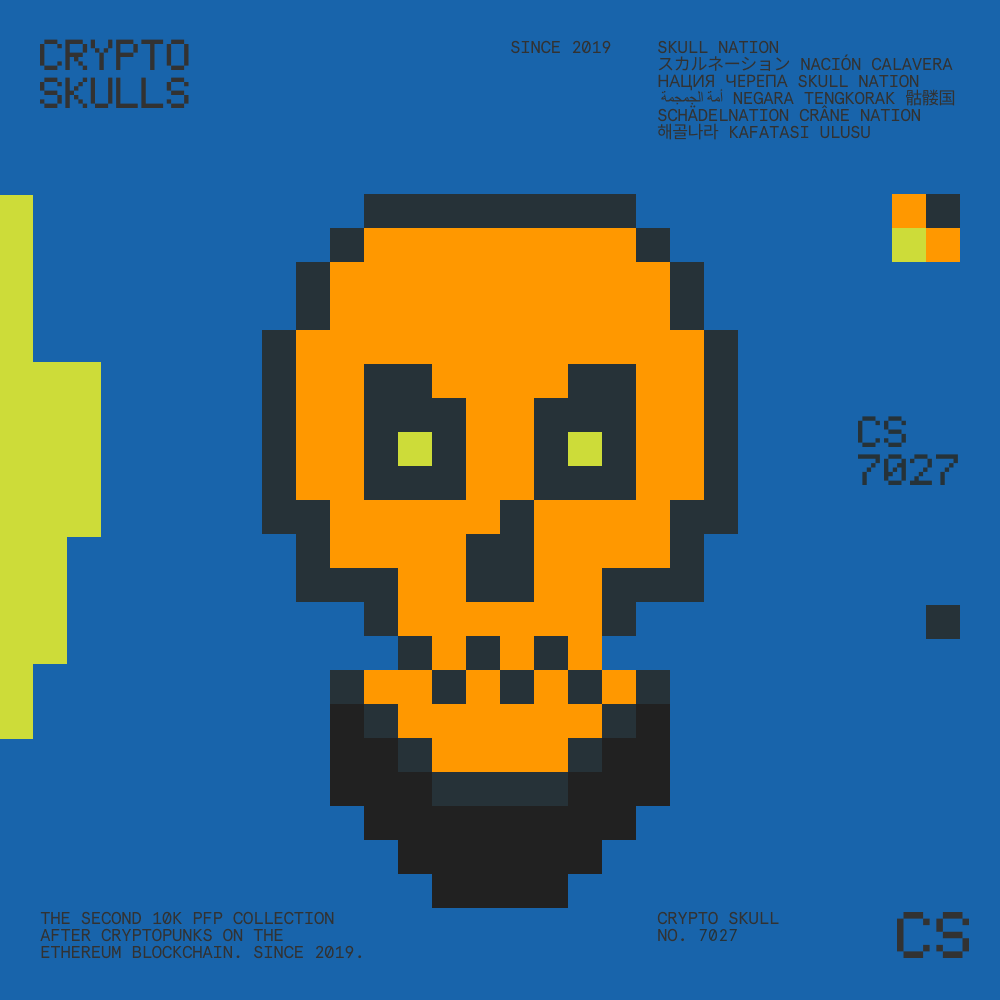 CRYPTO
SKULLS
SINCE 2019
SKULL NATION
スカルネーション NACIÓN CALAVERA
НАЦИЯ ЧЕРЕПА SKULL NATION
أمة الجمجمة NEGARA TENGKORAK 骷髅国
SCHÄDELNATION CRÂNE NATION
해골나라 KAFATASI ULUSU
CS
7027
THE SECOND 10K PFP COLLECTION
AFTER CRYPTOPUNKS ON THE
ETHEREUM BLOCKCHAIN. SINCE 2019.
CRYPTO SKULL
NO. 7027
CS